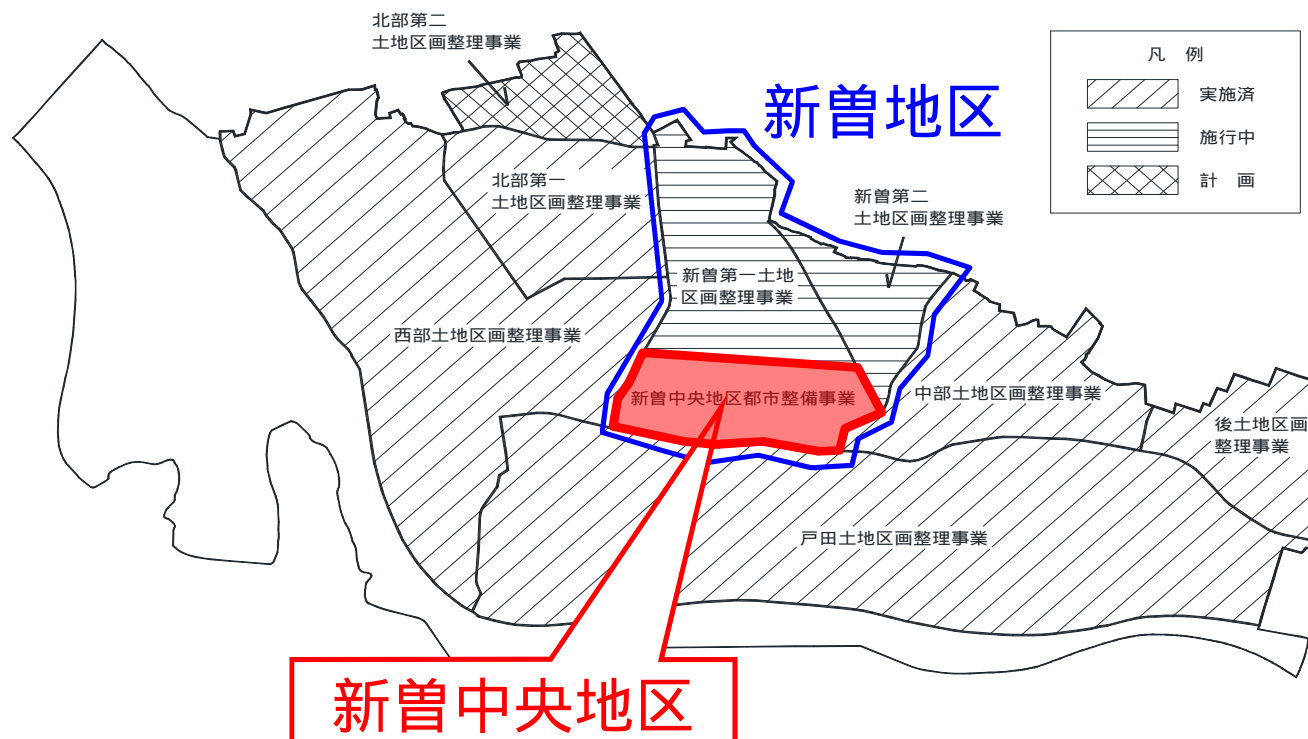 北部第二
土地区画整理事業
新曽地区
凡 例
実施済
施行中
計 画
北部第一
土地区画整理事業
新曽第二
土地区画整理事業
新曽第一土地
区画整理事業
西部土地区画整理事業
新曽中央地区都市整備事業
中部土地区画整理事業
後土地区画
整理事業
戸田土地区画整理事業
新曽中央地区